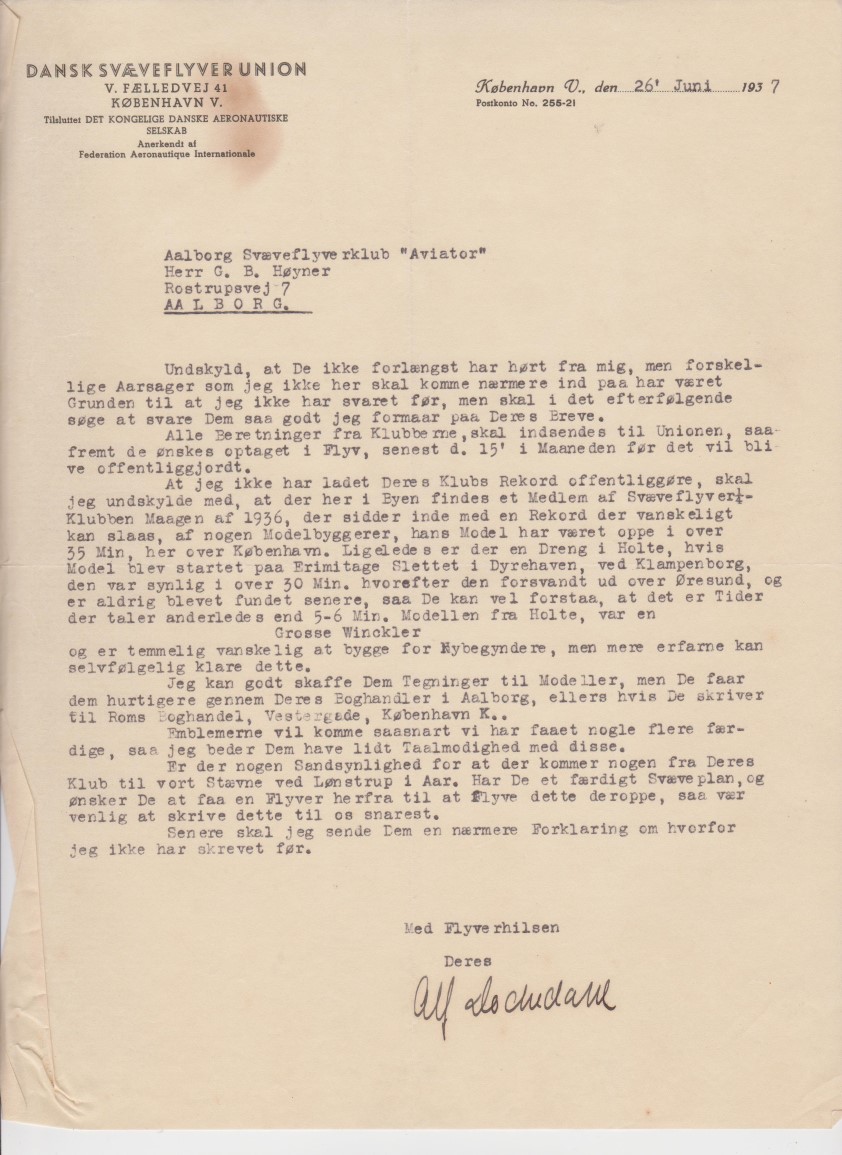 DANSK SVÆVEFLYVER UNION
V. FÆLLEDVEJ 41
KØBENHAVN V.
Tilsluttet DET KONGELIGE DANSKE AERONAUTISKE
SELSKAB
Anerkendt af
Federation Aeronautique Internationale
København V., den 26' Juni 1937
Postkonto No. 255-21
Aalborg Svæveflyverklub "Aviator"
Herr G. B. Høyner
Rostrupsvej 7
AA L B O R G.
Undskyld, at De ikke forlængst har hørt fra mig, men forskel-
lige Aarsager som jeg ikke her skal komme nærmere ind paa har været
Grunden til at jeg ikke har svaret før, men skal i det efterfølgende
søge at svare Dem saa godt jeg formaar paa Deres Breve.
Alle Beretninger fra Klubberne, skal indsendes til Unionen, saa-
fremt de ønskes optaget i Flyv, senest d. 15' i Maaneden før det vil bli-
ve offentliggjordt.
At jeg ikke har ladet Deres Klubs Rekord offentliggøre, skal
jeg undskylde med, at der her i Byen findes et Medlem af Svæveflyver-
Klubben Maagen af 1936, der sidder inde med en Rekord der vanskeligt
kan slaas, af nogen Modelbyggerer, hans Model har været oppe i over
35 Min, her over København. Ligeledes er der en Dreng i Holte, hvis
Model blev startet paa Erimitage Slettet i Dyrehaven, ved Klampenborg,
den var synlig i over 30 Min. hvorefter den forsvandt ud over Øresund, og
er aldrig blevet fundet senere, saa De kan vel forstaa, at det er Tider
der taler anderledes end 5-6 Min. Modellen fra Holte, var en
Grosse Winckler
og er temmelig vanskelig at bygge for Nybegyndere, men mere erfarne kan
selvfølgelig klare dette.
Jeg kan godt skaffe Dem Tegninger til Modeller, men De faar
dem hurtigere gennem Deres Boghandler i Aalborg, ellers hvis De skriver
til Roms Boghandel, Vestergade, København K..
Emblemerne vil komme saasnart vi har faaet nogle flere fær-
dige, saa jeg beder Dem have lidt Taalmodighed med disse.
Er der nogen Sandsynlighed for at der kommer nogen fra Deres
Klub til vort Stævne ved Lønstrup i Aar. Har De et færdigt Svæveplan, og
ønsker De at faa en Flyver herfra til at flyve dette deroppe, saa vær
venlig at skrive dette til os snarest.
Senere skal jeg sende Dem en nærmere Forklaring om hvorfor
jeg ikke har skrevet før.
Med Flyverhilsen
Deres
Alf